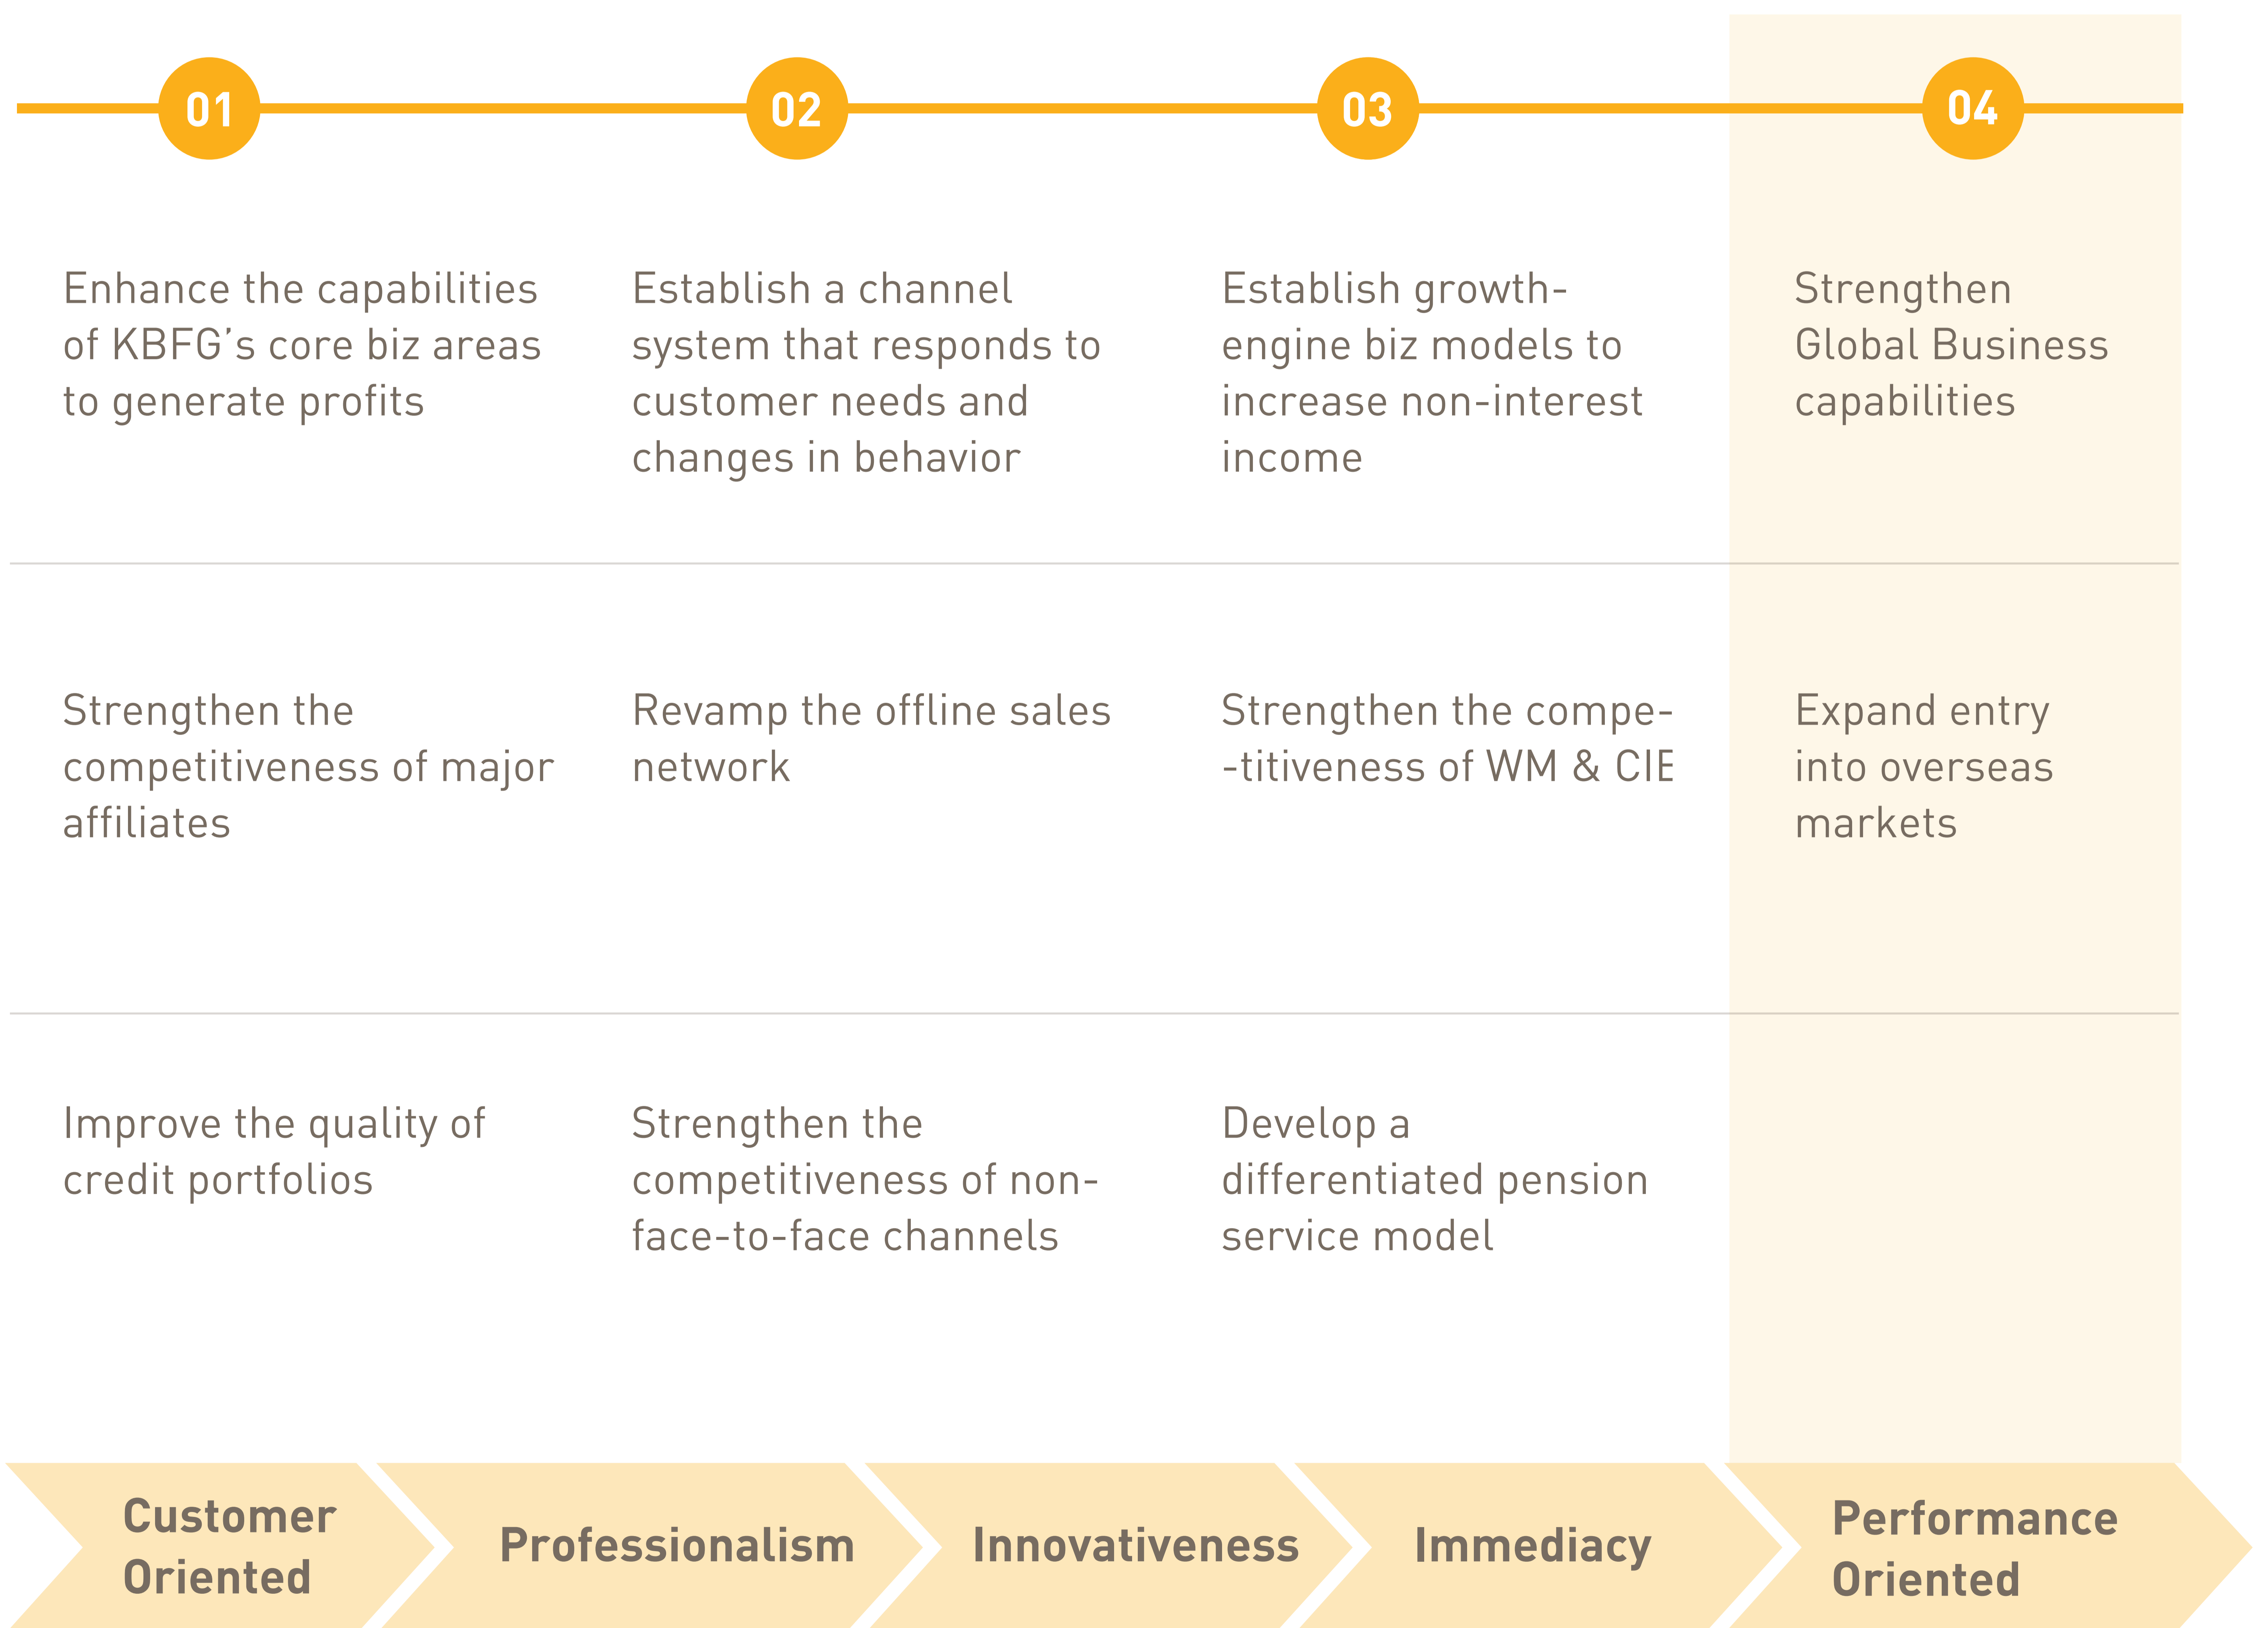 01
02
03
04
Enhance the capabilities
of KBFG’s core biz areas
to generate profits
Establish a channel
system that responds to
customer needs and
changes in behavior
Establish growth-
engine biz models to
increase non-interest
income
Strengthen
Global Business
capabilities
Strengthen the
competitiveness of major
affiliates
Revamp the offline sales
network
Strengthen the compe-
-titiveness of WM & CIE
Expand entry
into overseas
markets
Improve the quality of
credit portfolios
Strengthen the
competitiveness of non-
face-to-face channels
Develop a
differentiated pension
service model
Customer
Oriented
Professionalism
Innovativeness
Immediacy
Performance
Oriented